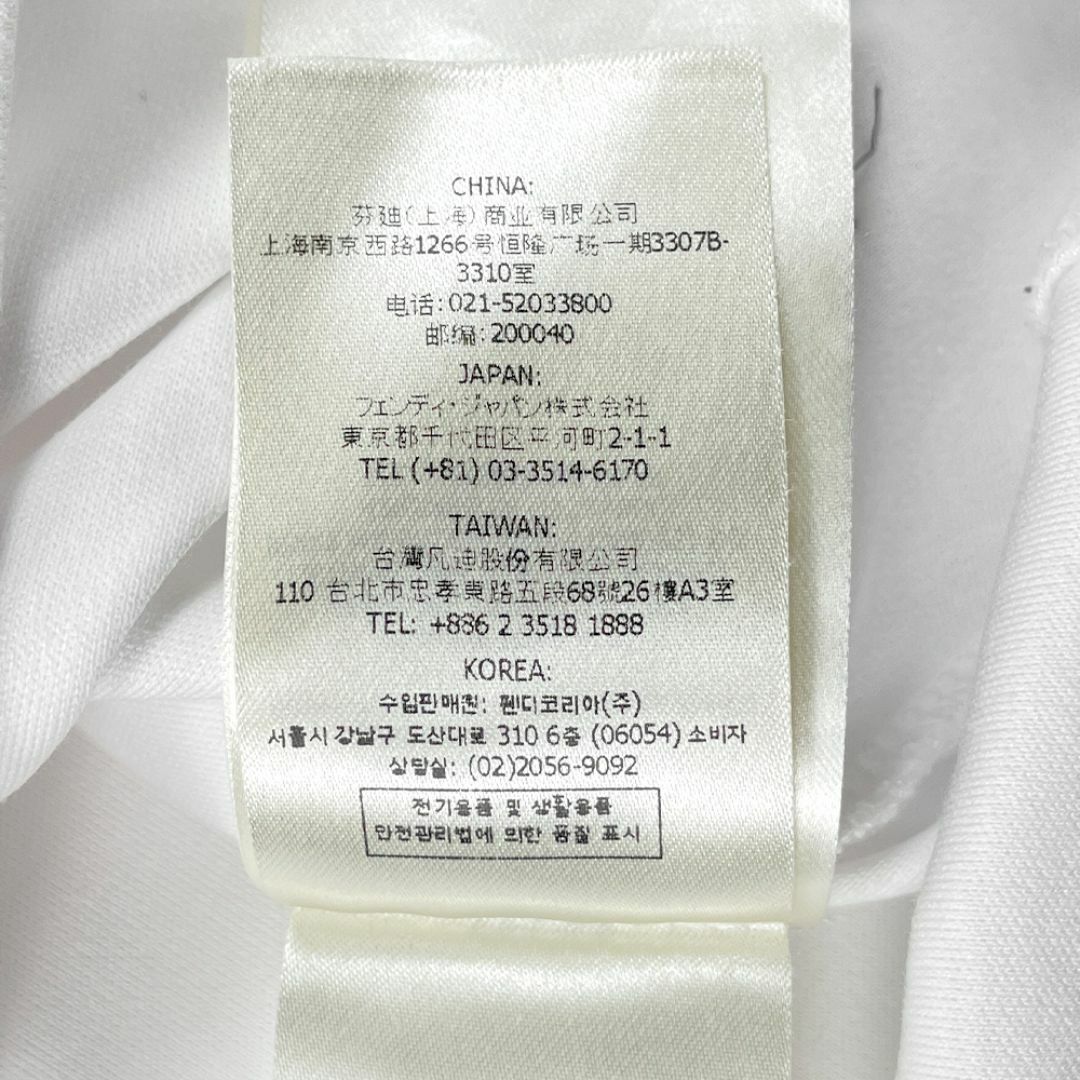 CHINA:
芬迪(上海)商业有限公司
上海南京西路1266号恒隆广场一期3307B-
3310室
电话:021-52033800
邮编:200040
JAPAN:
フェンディ・ジャパン株式会社
東京都千代田区平河町2-1-1
TEL (+81) 03-3514-6170
TAIWAN:
台灣凡迪股份有限公司
110 台北市忠孝東路五段68號26樓A3室
TEL: +886 2 3518 1888
KOREA:
수입판매원: 펜디코리아(주)
서울시 강남구 도산대로 310 6층 (06054) 소비자
상담실: (02)2056-9092
전기용품 및 생활용품
안전관리법에 의한 품질 표시